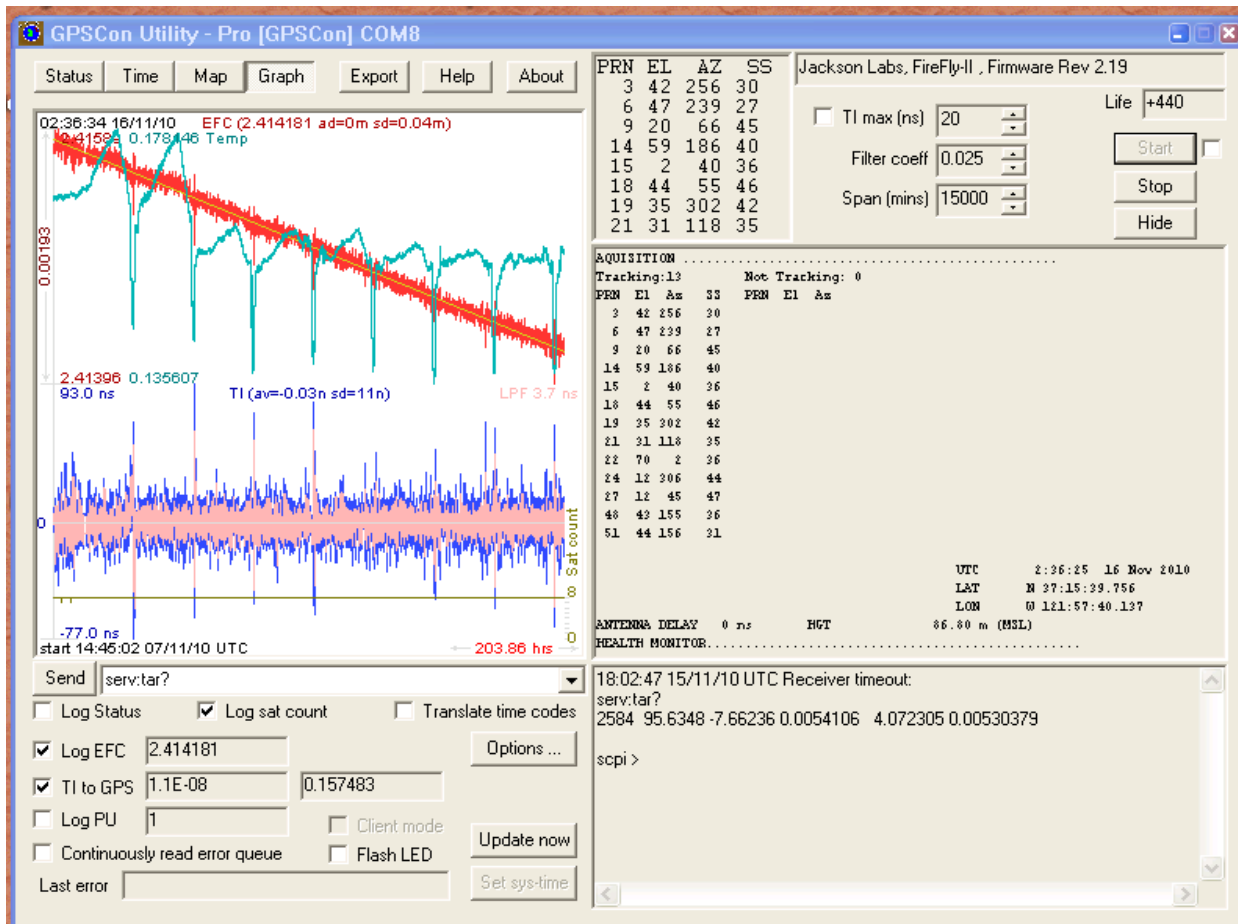 GPSCon Utility - Pro [GPSCon] COM8
Status Time Map Graph Export Help About
02:36:34 16/11/10 EFC (2.414181 ad=0m sd=0.04m)
0.178446 Temp
0.00193
2.41396 0.135607
93.0 ns TI (av=-0.03n sd=11n) LPF 3.7 ns
0
Sat count
8
0
-77.0 ns
start 14:45:02 07/11/10 UTC 203.86 hrs
PRN EL AZ SS
3 42 256 30
6 47 239 27
9 20 66 45
14 59 186 40
15 2 40 36
18 44 55 46
19 35 302 42
21 31 118 35
Jackson Labs, FireFly-II , Firmware Rev 2.19
Life +440
TI max (ns) 20
Filter coeff 0.025
Span (mins) 15000
Start
Stop
Hide
AQUISITION ............................................................
Tracking:13 Not Tracking: 0
PRN El Az SS PRN El Az
3 42 256 30
6 47 239 27
9 20 66 45
14 59 186 40
15 2 40 36
18 44 55 46
19 35 302 42
21 31 118 35
22 70 2 36
24 12 306 44
27 12 45 47
48 43 155 36
51 44 156 31
UTC 2:36:25 16 Nov 2010
LAT N 37:15:39.756
LON W 121:57:40.137
ANTENNA DELAY 0 ns HGT 86.80 m (MSL)
HEALTH MONITOR............................................................
Send serv:tar?
Log Status Log sat count Translate time codes
Log EFC 2.414181 Options ...
TI to GPS 1.1E-08 0.157483
Log PU 1 Client mode
Update now
Continuously read error queue Flash LED
Last error Set sys-time
18:02:47 15/11/10 UTC Receiver timeout:
serv:tar?
2584 95.6348 -7.66236 0.0054106 4.072305 0.00530379
scpi >